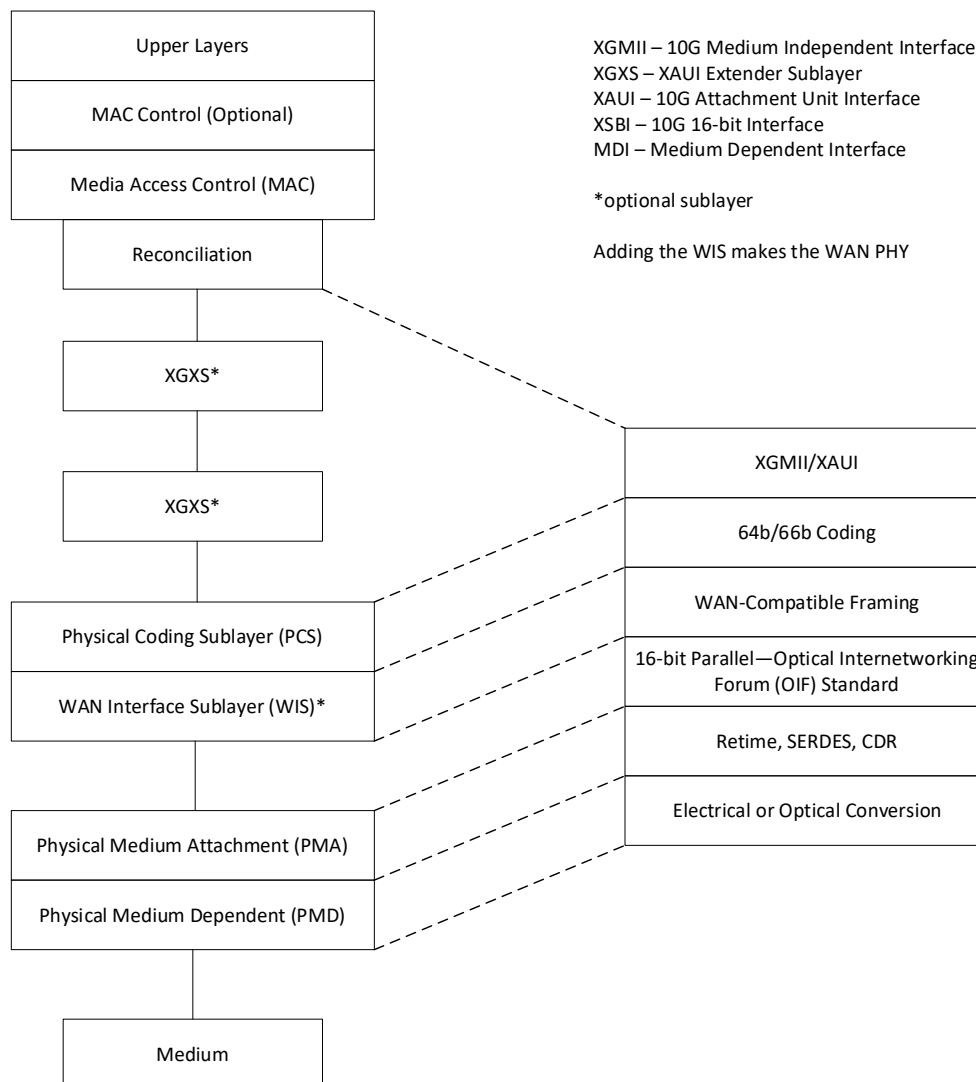 Upper Layers
MAC Control (Optional)
Media Access Control (MAC)
Reconciliation
XGXS*
XGXS*
Physical Coding Sublayer (PCS)
WAN Interface Sublayer (WIS)*
Physical Medium Attachment (PMA)
Physical Medium Dependent (PMD)
Medium
XGMII – 10G Medium Independent Interface
XGXS – XAUI Extender Sublayer
XAUI – 10G Attachment Unit Interface
XSBI – 10G 16-bit Interface
MDI – Medium Dependent Interface
*optional sublayer
Adding the WIS makes the WAN PHY
XGMII/XAUI
64b/66b Coding
WAN-Compatible Framing
16-bit Parallel—Optical Internetworking
Forum (OIF) Standard
Retime, SERDES, CDR
Electrical or Optical Conversion